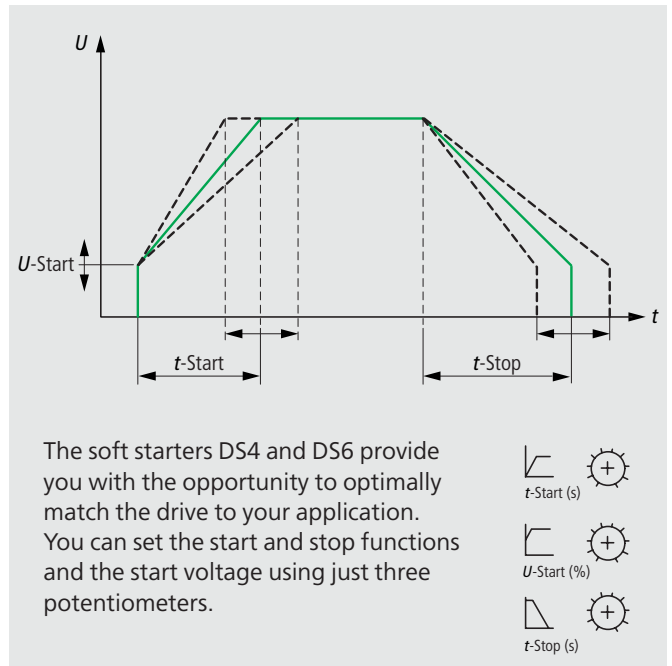 U
U-Start
t
t-Start
t-Stop
The soft starters DS4 and DS6 provide
you with the opportunity to optimally
match the drive to your application.
You can set the start and stop functions
and the start voltage using just three
potentiometers.
t-Start (s)
U-Start (%)
t-Stop (s)